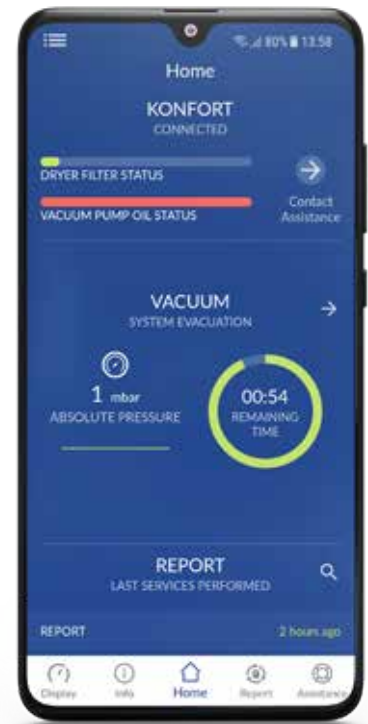 80% 13:58
Home
KONFORT
CONNECTED
DRYER FILTER STATUS
VACUUM PUMP OIL STATUS
Contact
Assistance
VACUUM
SYSTEM EVACUATION
1 mbar
ABSOLUTE PRESSURE
00:54
REMAINING
TIME
REPORT
LAST SERVICES PERFORMED
REPORT 2 hours ago
Display Info Home Report Assistance